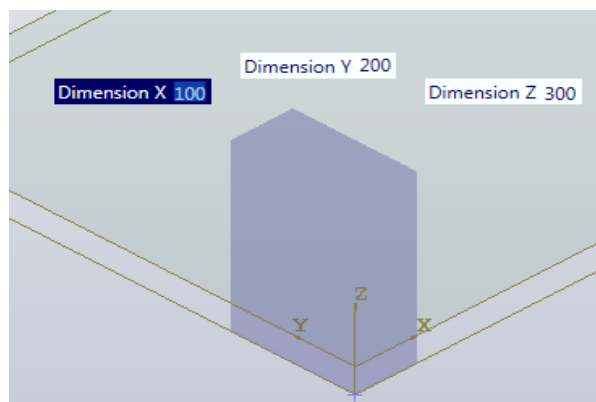 Dimension Y 200
Dimension X 100
Dimension Z 300
Z
Y
X